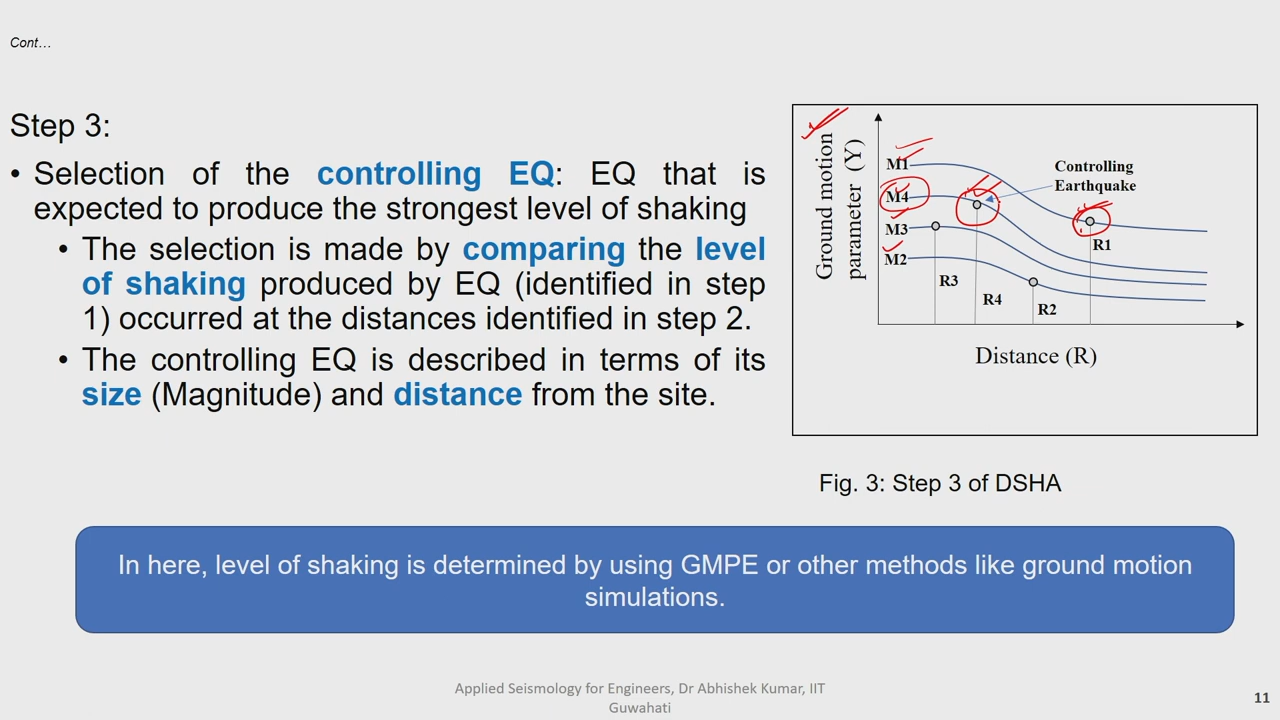 Cont…
Step 3:
• Selection of the controlling EQ: EQ that is
expected to produce the strongest level of shaking
• The selection is made by comparing the level
of shaking produced by EQ (identified in step
1) occurred at the distances identified in step 2.
• The controlling EQ is described in terms of its
size (Magnitude) and distance from the site.
Ground motion
parameter (Y)
M1
M4
M3
M2
Controlling
Earthquake
R1
R3
R4
R2
Distance (R)
Fig. 3: Step 3 of DSHA
In here, level of shaking is determined by using GMPE or other methods like ground motion
simulations.
Applied Seismology for Engineers, Dr Abhishek Kumar, IIT
Guwahati
11